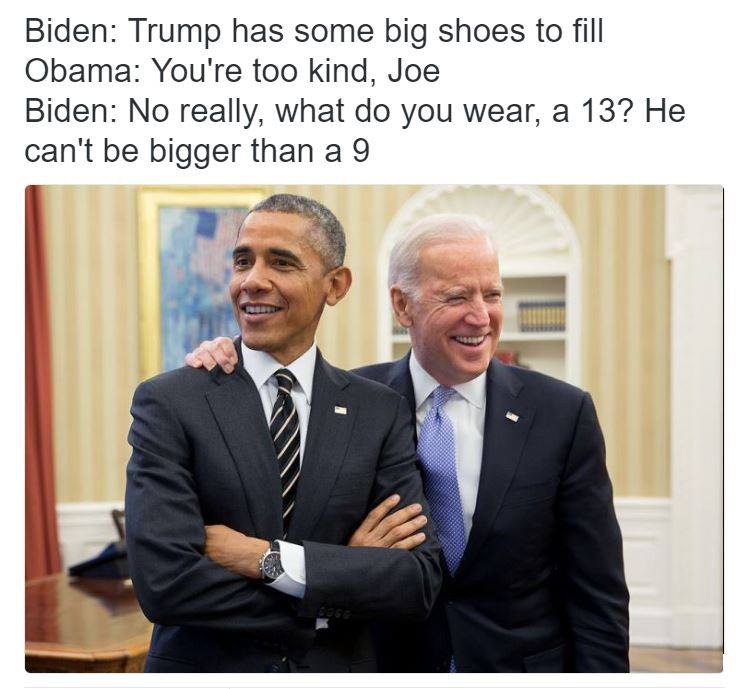 Biden: Trump has some big shoes to fill
Obama: You're too kind, Joe
Biden: No really, what do you wear, a 13? He
can't be bigger than a 9